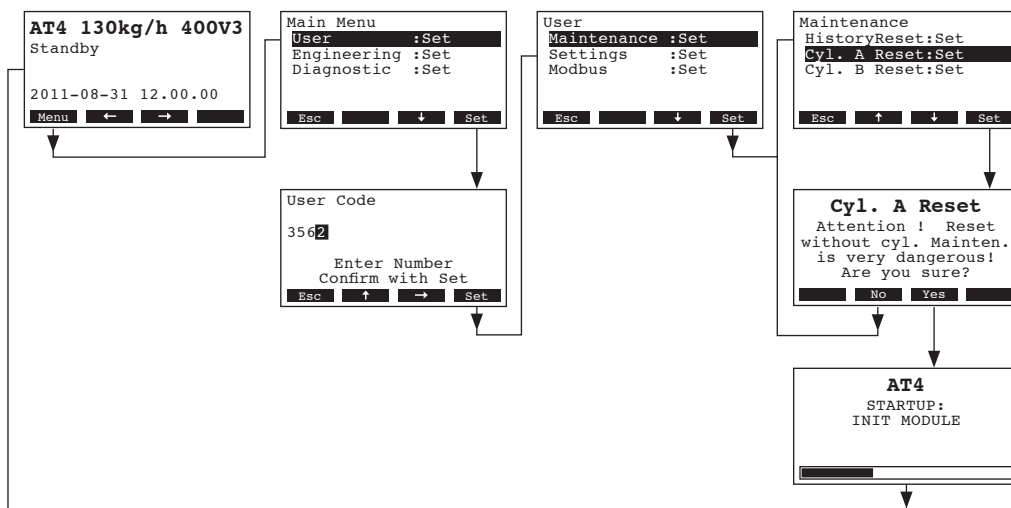 AT4 130kg/h 400V3
Standby
2011-08-31 12.00.00
Menu ← →
Main Menu
User :Set
Engineering :Set
Diagnostic :Set
Esc ↓ Set
User
Maintenance :Set
Settings :Set
Modbus :Set
Esc ↓ Set
Maintenance
HistoryReset:Set
Cyl. A Reset:Set
Cyl. B Reset:Set
Esc ↑ ↓ Set
User Code
3562
Enter Number
Confirm with Set
Esc ↑ → Set
Cyl. A Reset
Attention ! Reset
without cyl. Mainten.
is very dangerous!
Are you sure?
No Yes
AT4
STARTUP:
INIT MODULE